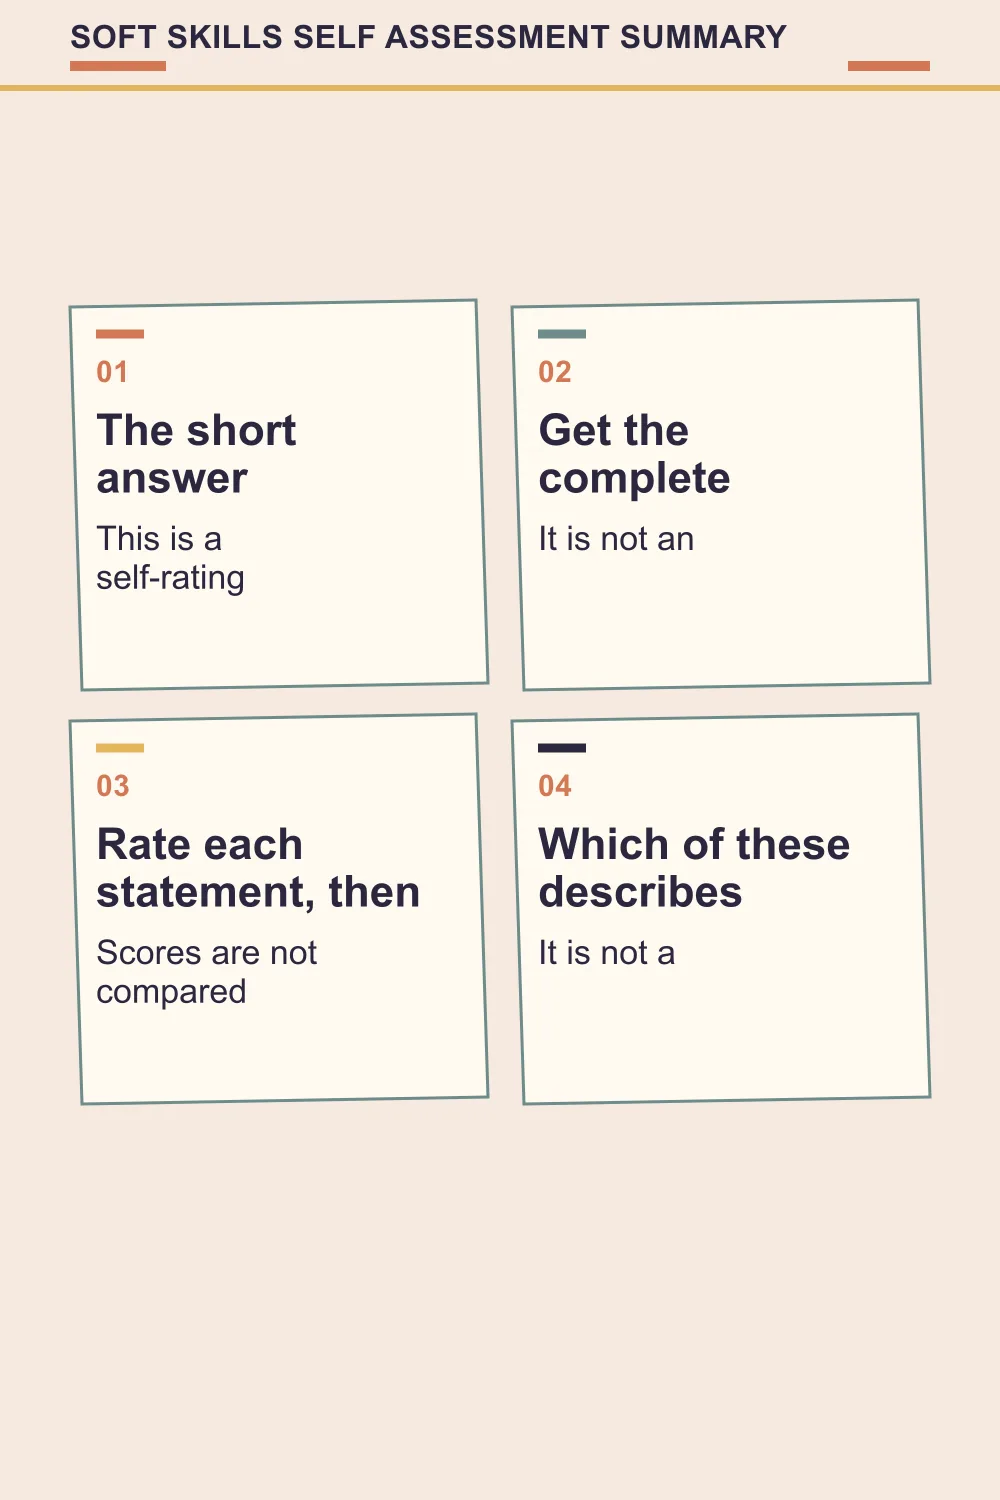 SOFT SKILLS SELF ASSESSMENT SUMMARY
01
The short
answer
This is a
self-rating
02
Get the
complete
It is not an
03
Rate each
statement, then
Scores are not
compared
04
Which of these
describes
It is not a